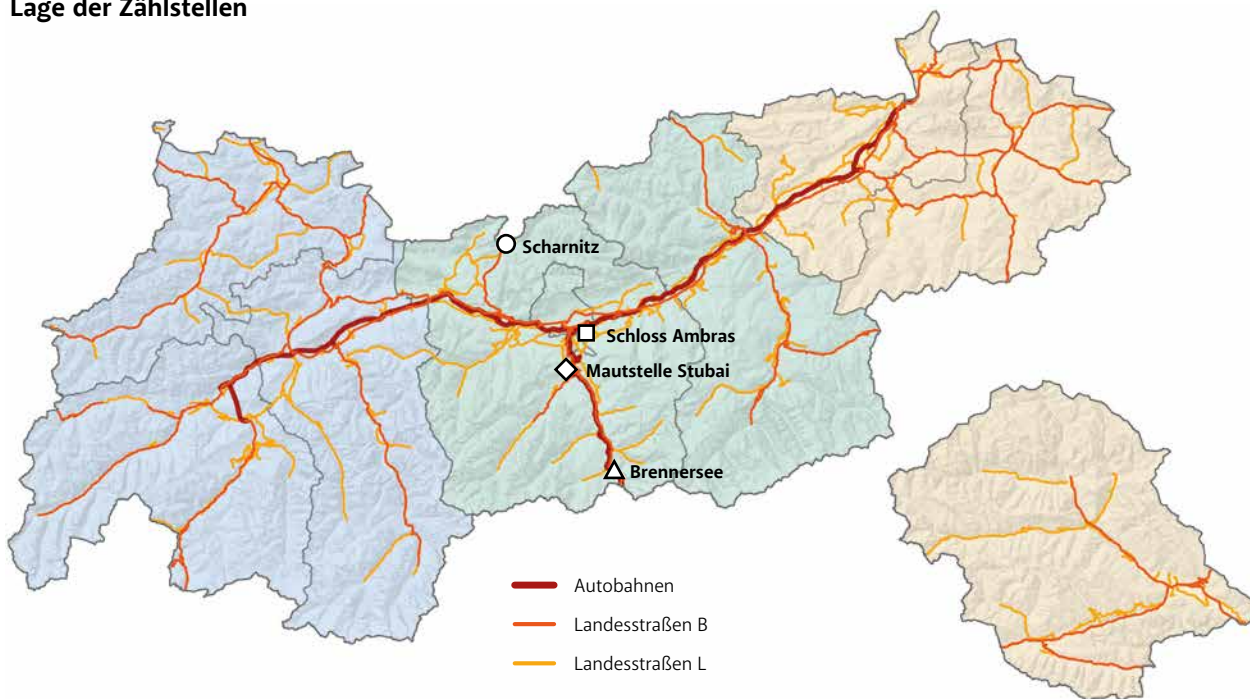 Lage der Zählstellen
Scharnitz
Schloss Ambras
Mautstelle Stubai
Brennersee
Autobahnen
Landesstraßen B
Landesstraßen L